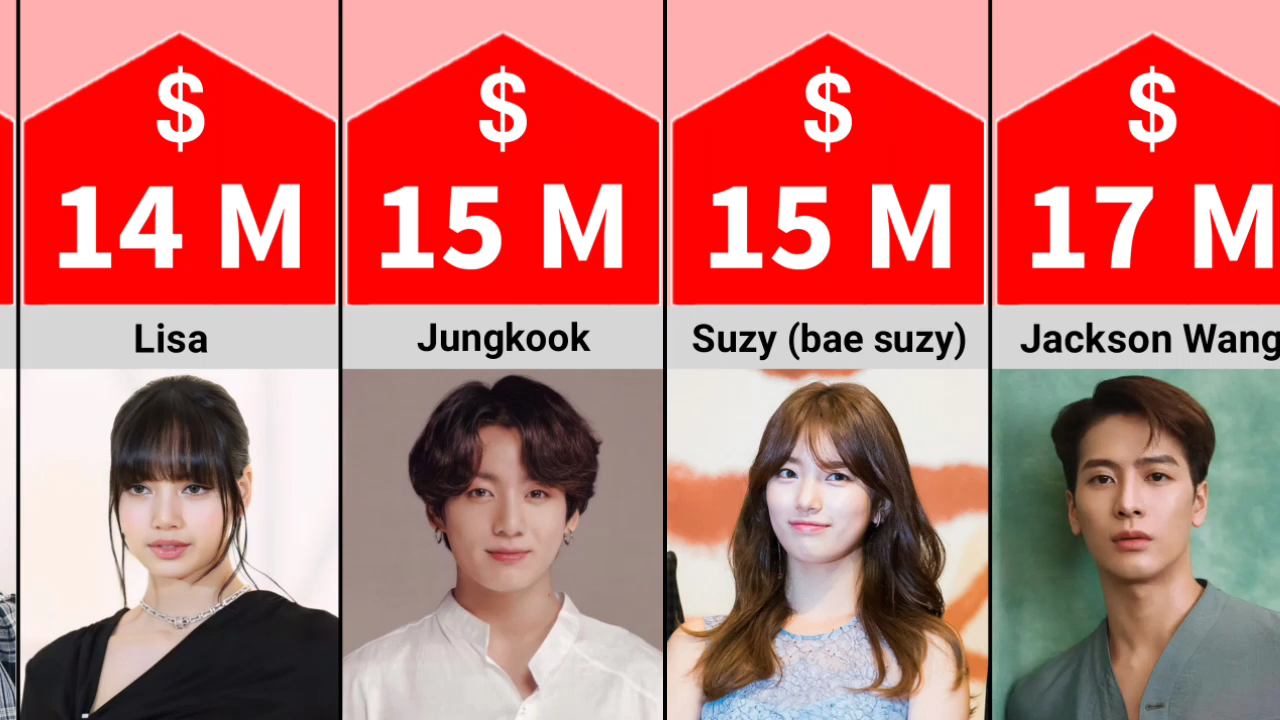 $
14 M
Lisa
$
15 M
Jungkook
$
15 M
Suzy (bae suzy)
$
17 M
Jackson Wang